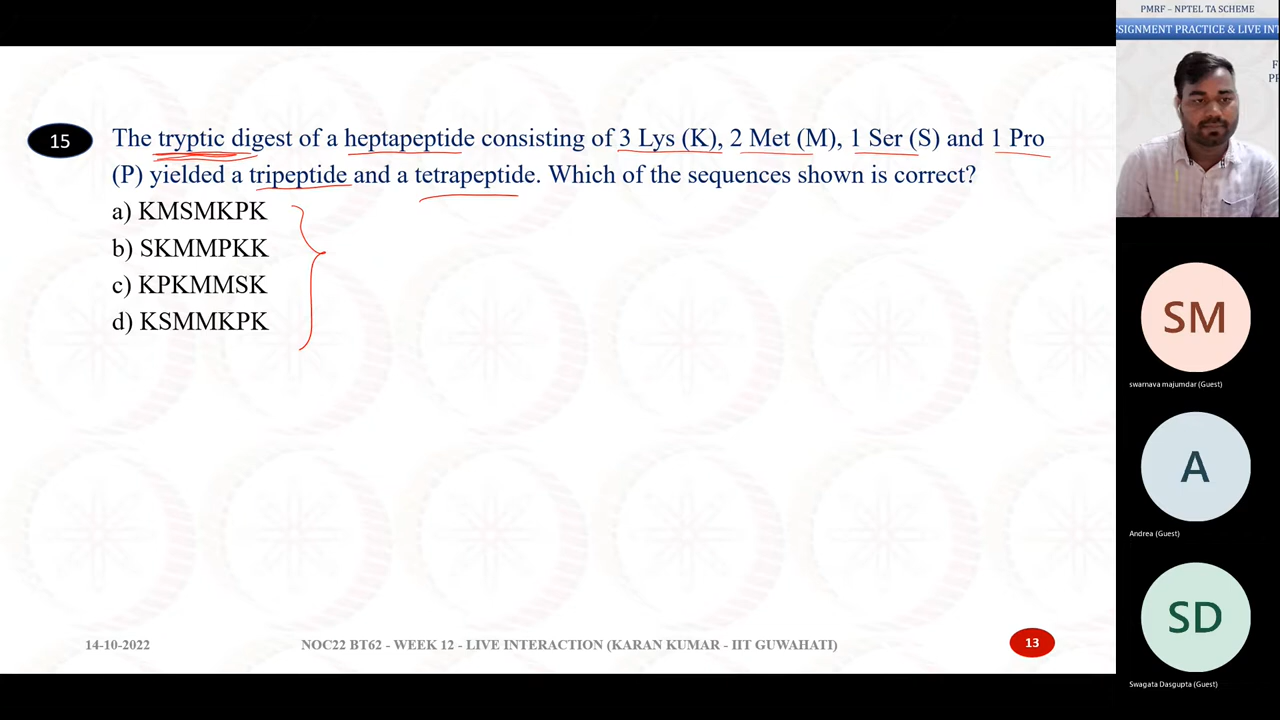 PMRF – NPTEL TA SCHEME
SSIGNMENT PRACTICE & LIVE INT
F
PR
15
The tryptic digest of a heptapeptide consisting of 3 Lys (K), 2 Met (M), 1 Ser (S) and 1 Pro
(P) yielded a tripeptide and a tetrapeptide. Which of the sequences shown is correct?
a) KMSMKPK
b) SKMMPKK
c) KPKMMSK
d) KSMMKPK
SM
swarnava majumdar (Guest)
A
Andrea (Guest)
SD
Swagata Dasgupta (Guest)
14-10-2022
NOC22 BT62 - WEEK 12 - LIVE INTERACTION (KARAN KUMAR - IIT GUWAHATI)
13